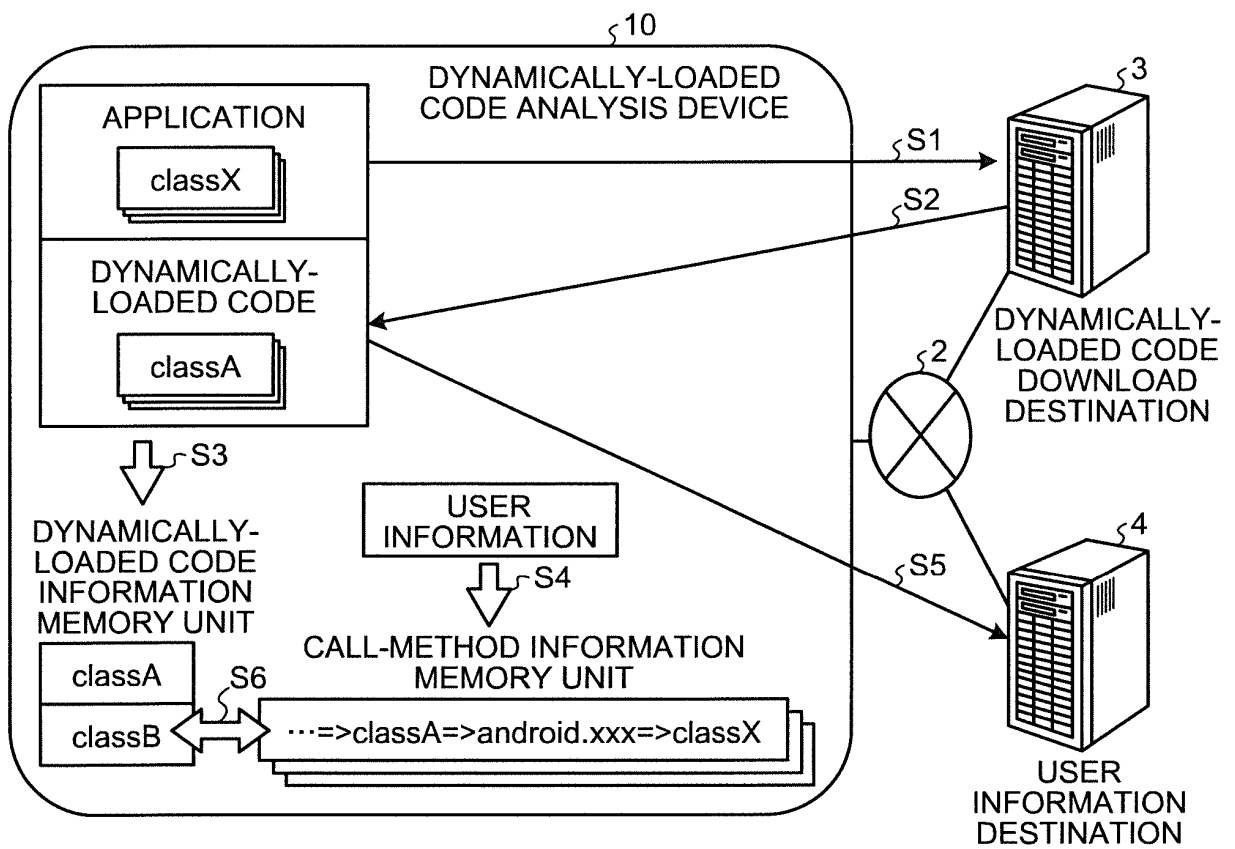 10
DYNAMICALLY-LOADED
CODE ANALYSIS DEVICE
APPLICATION
classX
DYNAMICALLY-
LOADED CODE
classA
S1
S2
3
DYNAMICALLY-
LOADED CODE
DOWNLOAD
DESTINATION
2
S3
DYNAMICALLY-
LOADED CODE
INFORMATION
MEMORY UNIT
classA
classB
USER
INFORMATION
S4
S5
CALL-METHOD INFORMATION
MEMORY UNIT
S6
···=>classA=>android.xxx=>classX
4
USER
INFORMATION
DESTINATION